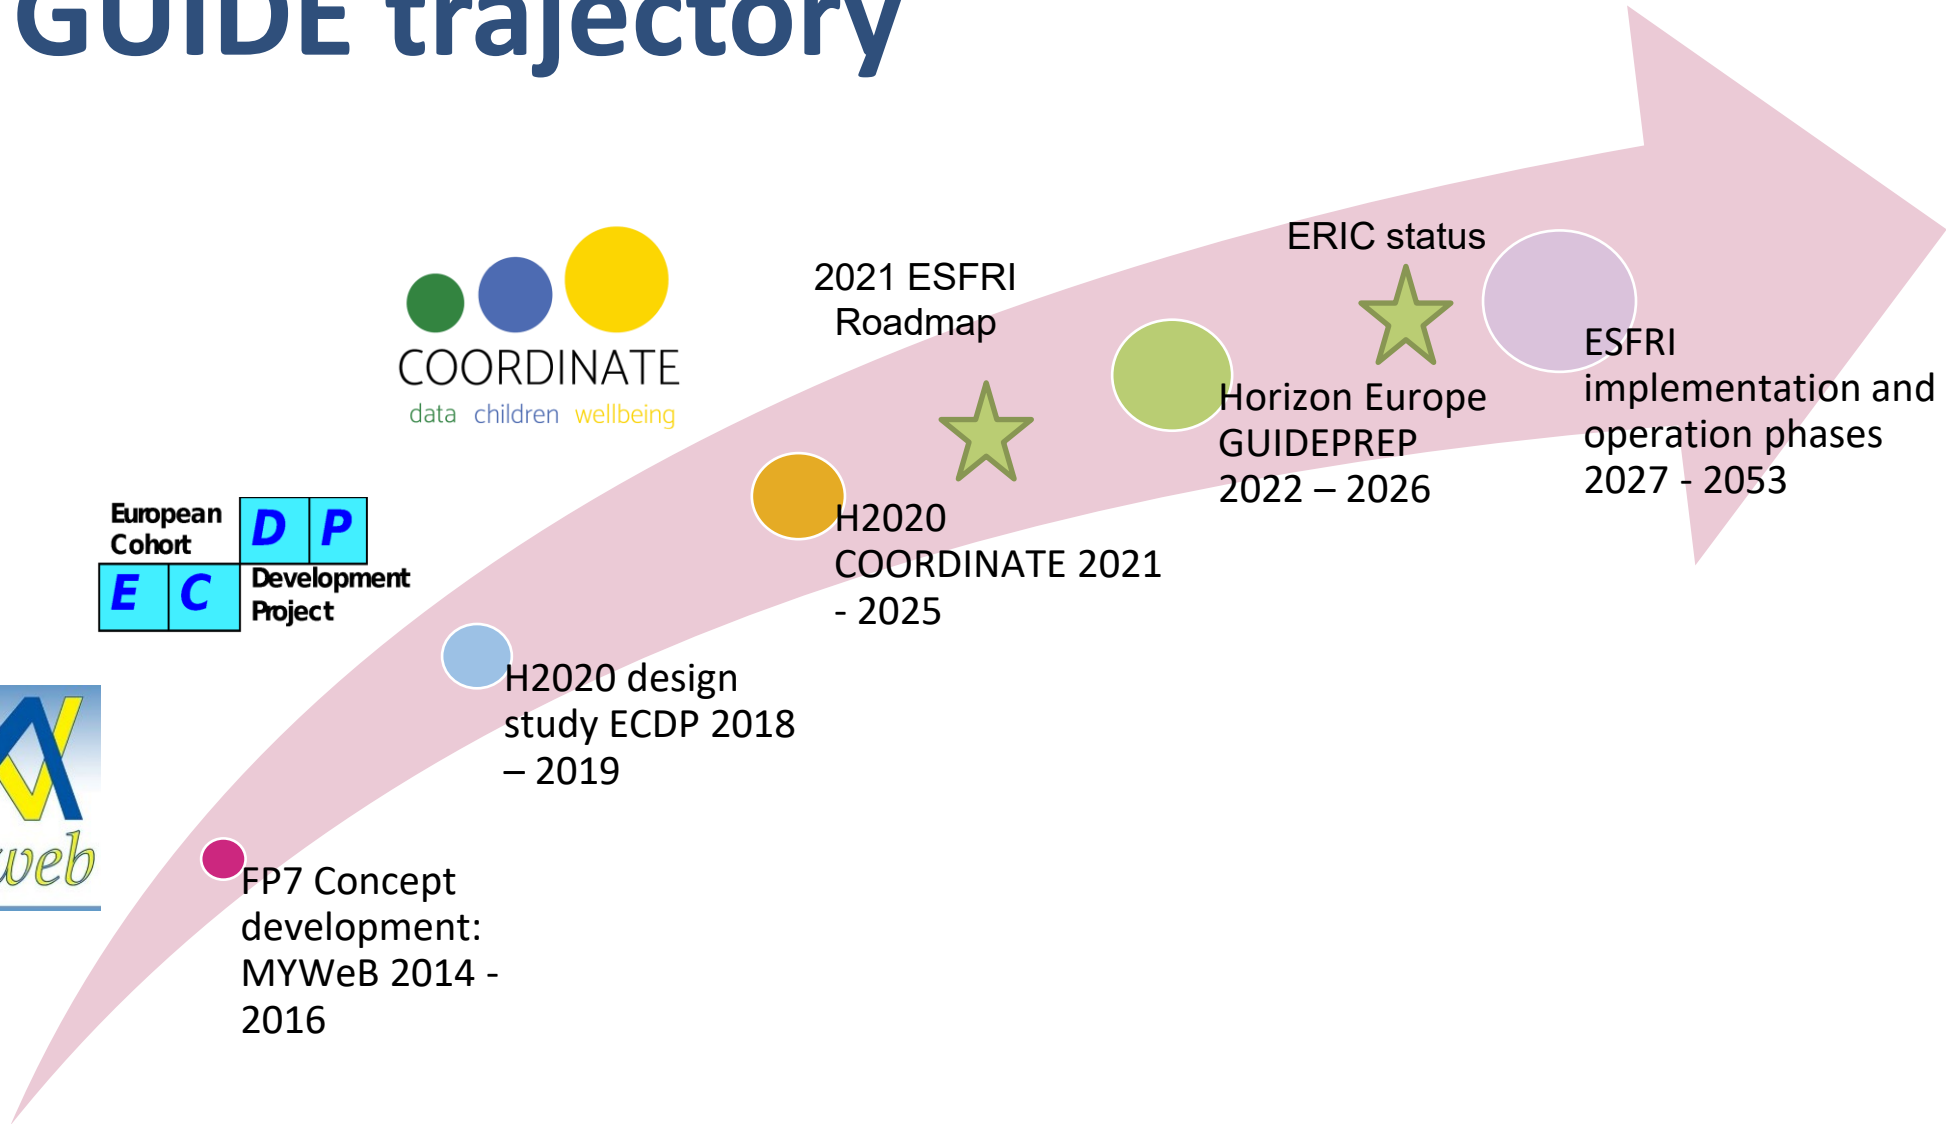 GUIDE trajectory
COORDINATE
data children wellbeing
European
Cohort
D P
E C
Development
Project
web
FP7 Concept
development:
MYWeB 2014 -
2016
H2020 design
study ECDP 2018
– 2019
H2020
COORDINATE 2021
- 2025
2021 ESFRI
Roadmap
Horizon Europe
GUIDEPREP
2022 – 2026
ERIC status
ESFRI
implementation and
operation phases
2027 - 2053